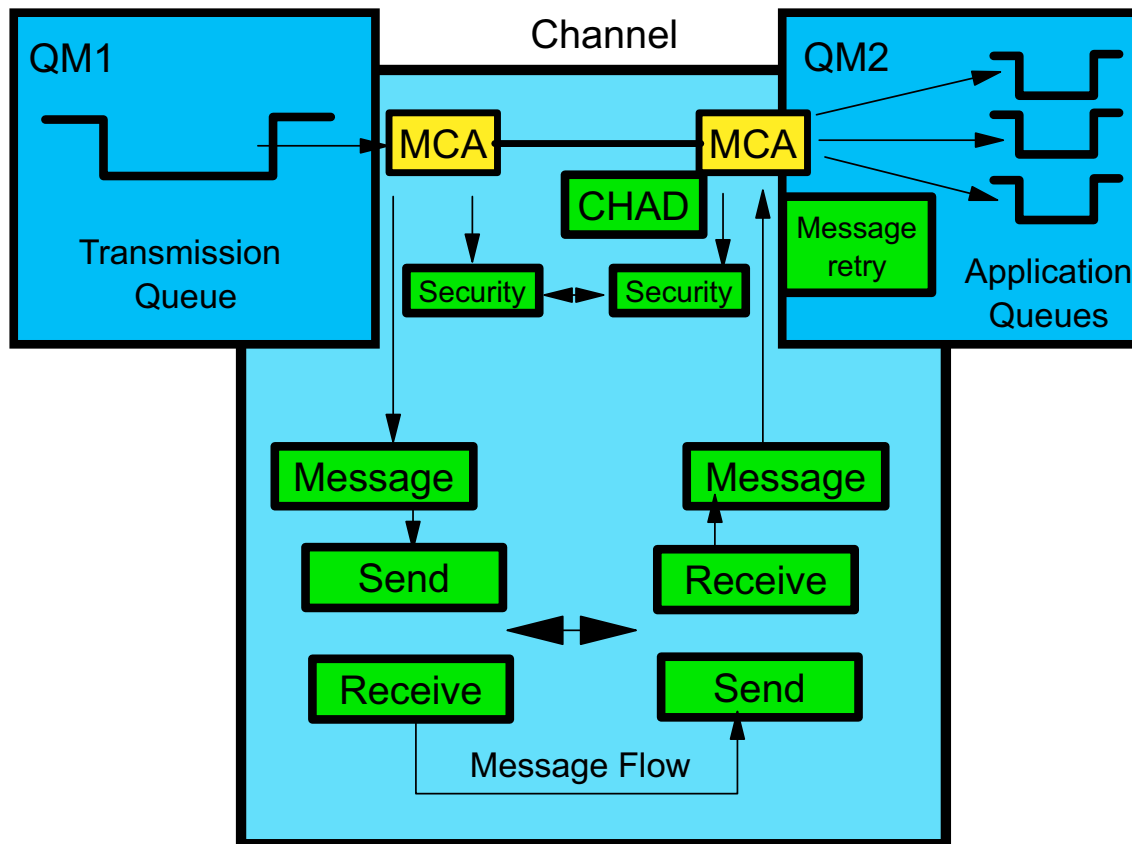 Channel
QM1
QM2
MCA
MCA
CHAD
Transmission
Queue
Message
retry
Application
Queues
Security
Security
Message
Message
Send
Receive
Receive
Send
Message Flow